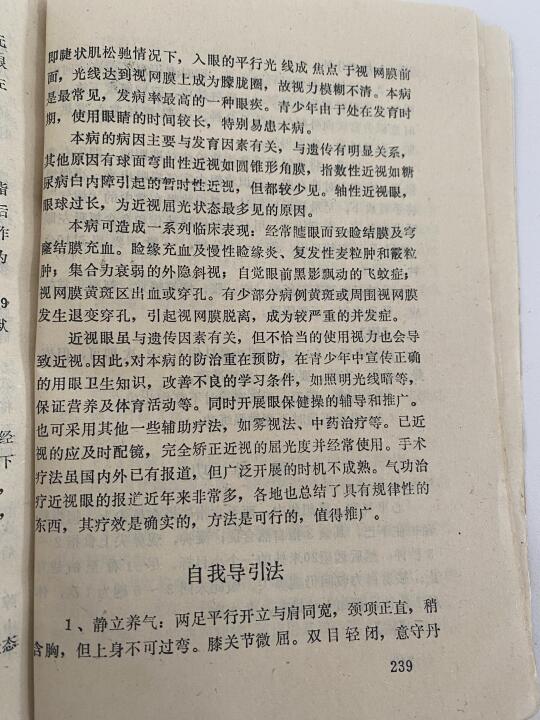 即睫状肌松驰情况下，入眼的平行光线成焦点于视网膜前
面，光线达到视网膜上成为朦胧圈，故视力模糊不清。本病
是最常见，发病率最高的一种眼疾。青少年由于处在发育时
期，使用眼睛的时间较长，特别易患本病。
本病的病因主要与发育因素有关，与遗传有明显关系，
其他原因有球面弯曲性近视如圆锥形角膜，指数性近视如糖
尿病白内障引起的暂时性近视，但都较少见。轴性近视眼，
眼球过长，为近视屈光状态最多见的原因。
本病可造成一系列临床表现：经常瞌眼而致睑结膜及穹
窿结膜充血。睑缘充血及慢性睑缘炎、复发性麦粒肿和霰粒
肿；集合力衰弱的外隐斜视；自觉眼前黑影飘动的飞蚊症；
视网膜黄斑区出血或穿孔。有少部分病例黄斑或周围视网膜
发生退变穿孔，引起视网膜脱离，成为较严重的并发症。
近视眼虽与遗传因素有关，但不恰当的使用视力也会导
致近视。因此，对本病的防治重在预防，在青少年中宣传正确
的用眼卫生知识，改善不良的学习条件，如照明光线暗等，
保证营养及体育活动等。同时开展眼保健操的辅导和推广。
也可采用其他一些辅助疗法，如雾视法、中药治疗等。已近
视的应及时配镜，完全矫正近视的屈光度并经常使用。手术
疗法虽国内外已有报道，但广泛开展的时机不成熟。气功治
疗近视眼的报道近年来非常多，各地也总结了具有规律性的
东西，其疗效是确实的，方法是可行的，值得推广。
自我导引法
1、静立养气：两足平行开立与肩同宽，颈项正直，稍
含胸，但上身不可过弯。膝关节微屈。双目轻闭，意守丹
239